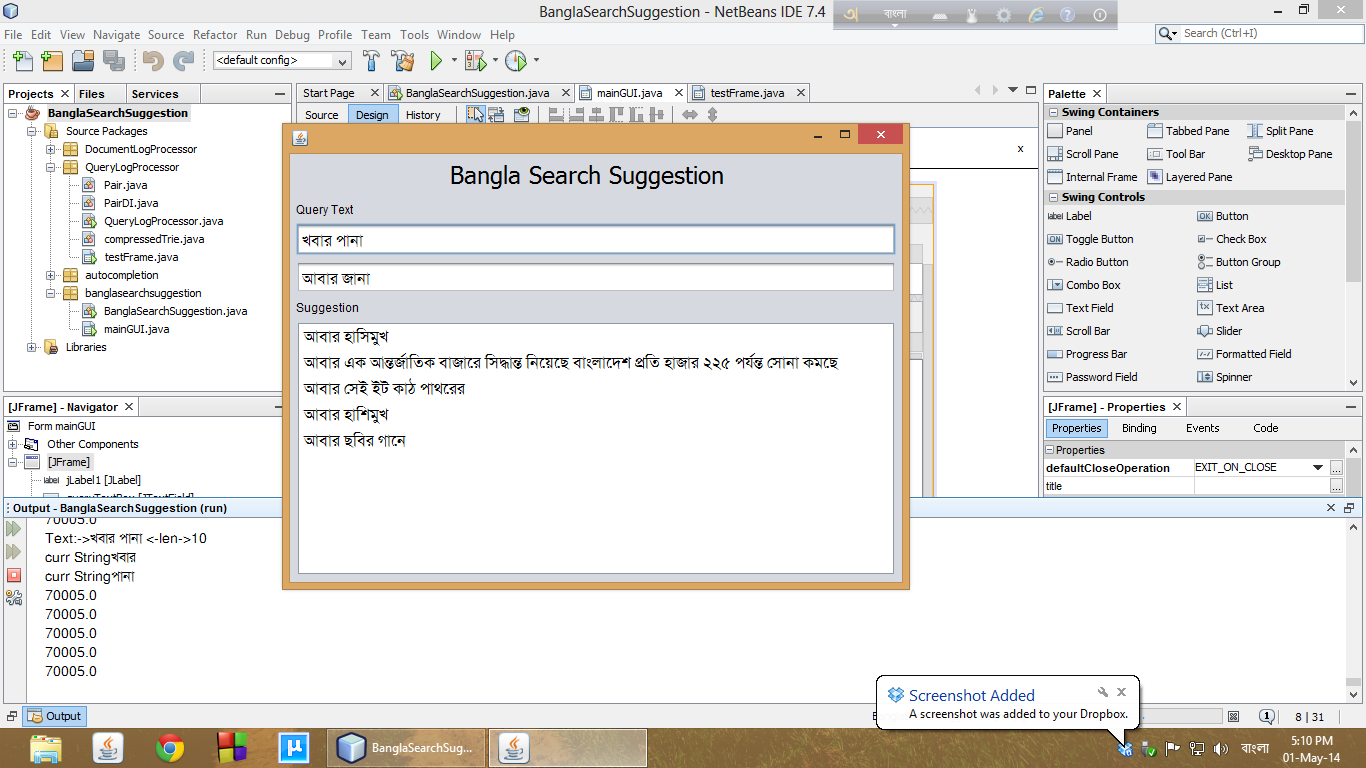 BanglaSearchSuggestion - NetBeans IDE 7.4
বাংলা
File Edit View Navigate Source Refactor Run Debug Profile Team Tools Window Help
Search (Ctrl+I)
<default config>
Projects Files Services
BanglaSearchSuggestion
Source Packages
DocumentLogProcessor
QueryLogProcessor
Pair.java
PairDI.java
QueryLogProcessor.java
compressedTrie.java
testFrame.java
autocompletion
banglasearchsuggestion
BanglaSearchSuggestion.java
mainGUI.java
Libraries
Start Page BanglaSearchSuggestion.java mainGUI.java testFrame.java
Source Design History
x
Bangla Search Suggestion
Query Text
খবার পানা
আবার জানা
Suggestion
আবার হাসিমুখ
আবার এক আন্তর্জাতিক বাজারে সিদ্ধান্ত নিয়েছে বাংলাদেশ প্রতি হাজার ২২৫ পর্যন্ত সোনা কমছে
আবার সেই ইট কাঠ পাথরের
আবার হাশিমুখ
আবার ছবির গানে
Palette
Swing Containers
Panel Tabbed Pane Split Pane
Scroll Pane Tool Bar Desktop Pane
Internal Frame Layered Pane
Swing Controls
label Label OK Button
ON Toggle Button Check Box
Radio Button Button Group
Combo Box List
Text Field tx Text Area
Scroll Bar Slider
Progress Bar Formatted Field
Password Field Spinner
[JFrame] - Navigator
Form mainGUI
Other Components
[JFrame]
label jLabel1 [JLabel]
queryTextBox [JTextField]
[JFrame] - Properties
Properties Binding Events Code
Properties
defaultCloseOperation EXIT_ON_CLOSE ...
title ...
Output - BanglaSearchSuggestion (run)
70005.0
Text:->খবার পানা <-len->10
curr Stringখবার
curr Stringপানা
70005.0
70005.0
70005.0
70005.0
70005.0
Screenshot Added
A screenshot was added to your Dropbox.
Output
1 8 | 31
BanglaSearchSug...
বাংলা
5:10 PM
01-May-14